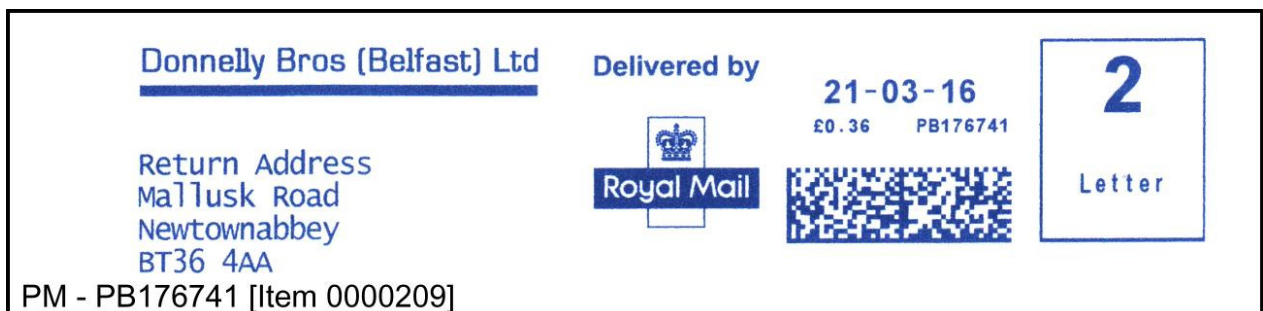 Donnelly Bros (Belfast) Ltd
Return Address
Mallusk Road
Newtownabbey
BT36 4AA
Delivered by
Royal Mail
21-03-16
£0.36 PB176741
2
Letter
PM - PB176741 [Item 0000209]